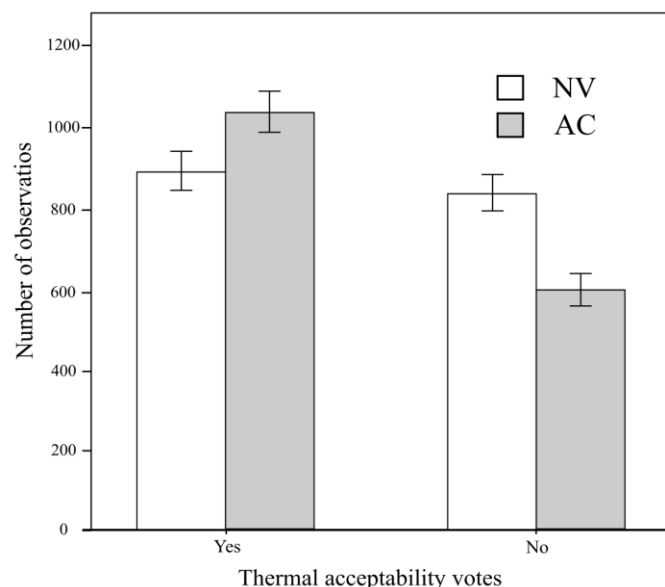 1200
1000
800
600
400
200
0
Number of observatios
NV
AC
Yes
No
Thermal acceptability votes